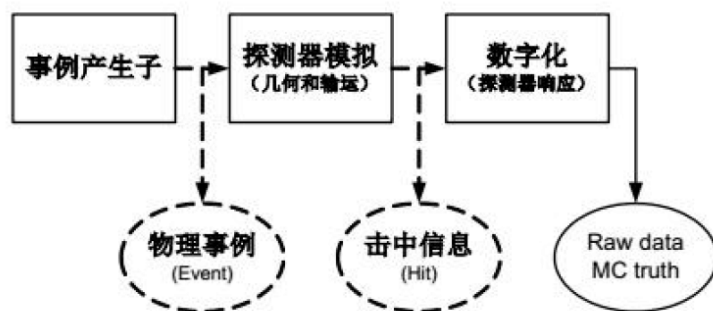 事例产生子
探测器模拟
(几何和输运)
数字化
(探测器响应)
物理事例
(Event)
击中信息
(Hit)
Raw data
MC truth